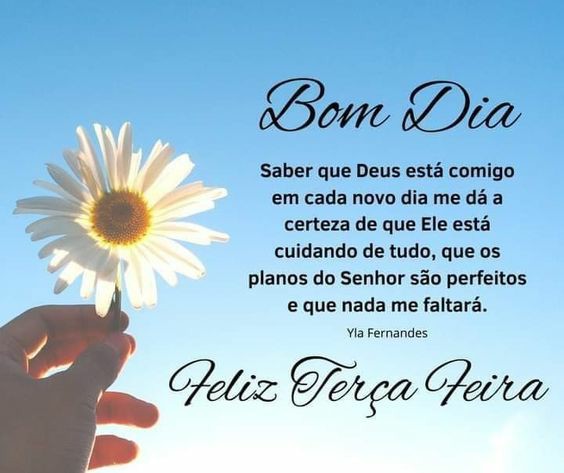 Bom Dia
Saber que Deus está comigo
em cada novo dia me dá a
certeza de que Ele está
cuidando de tudo, que os
planos do Senhor são perfeitos
e que nada me faltará.
Yla Fernandes
Feliz Terça Feira